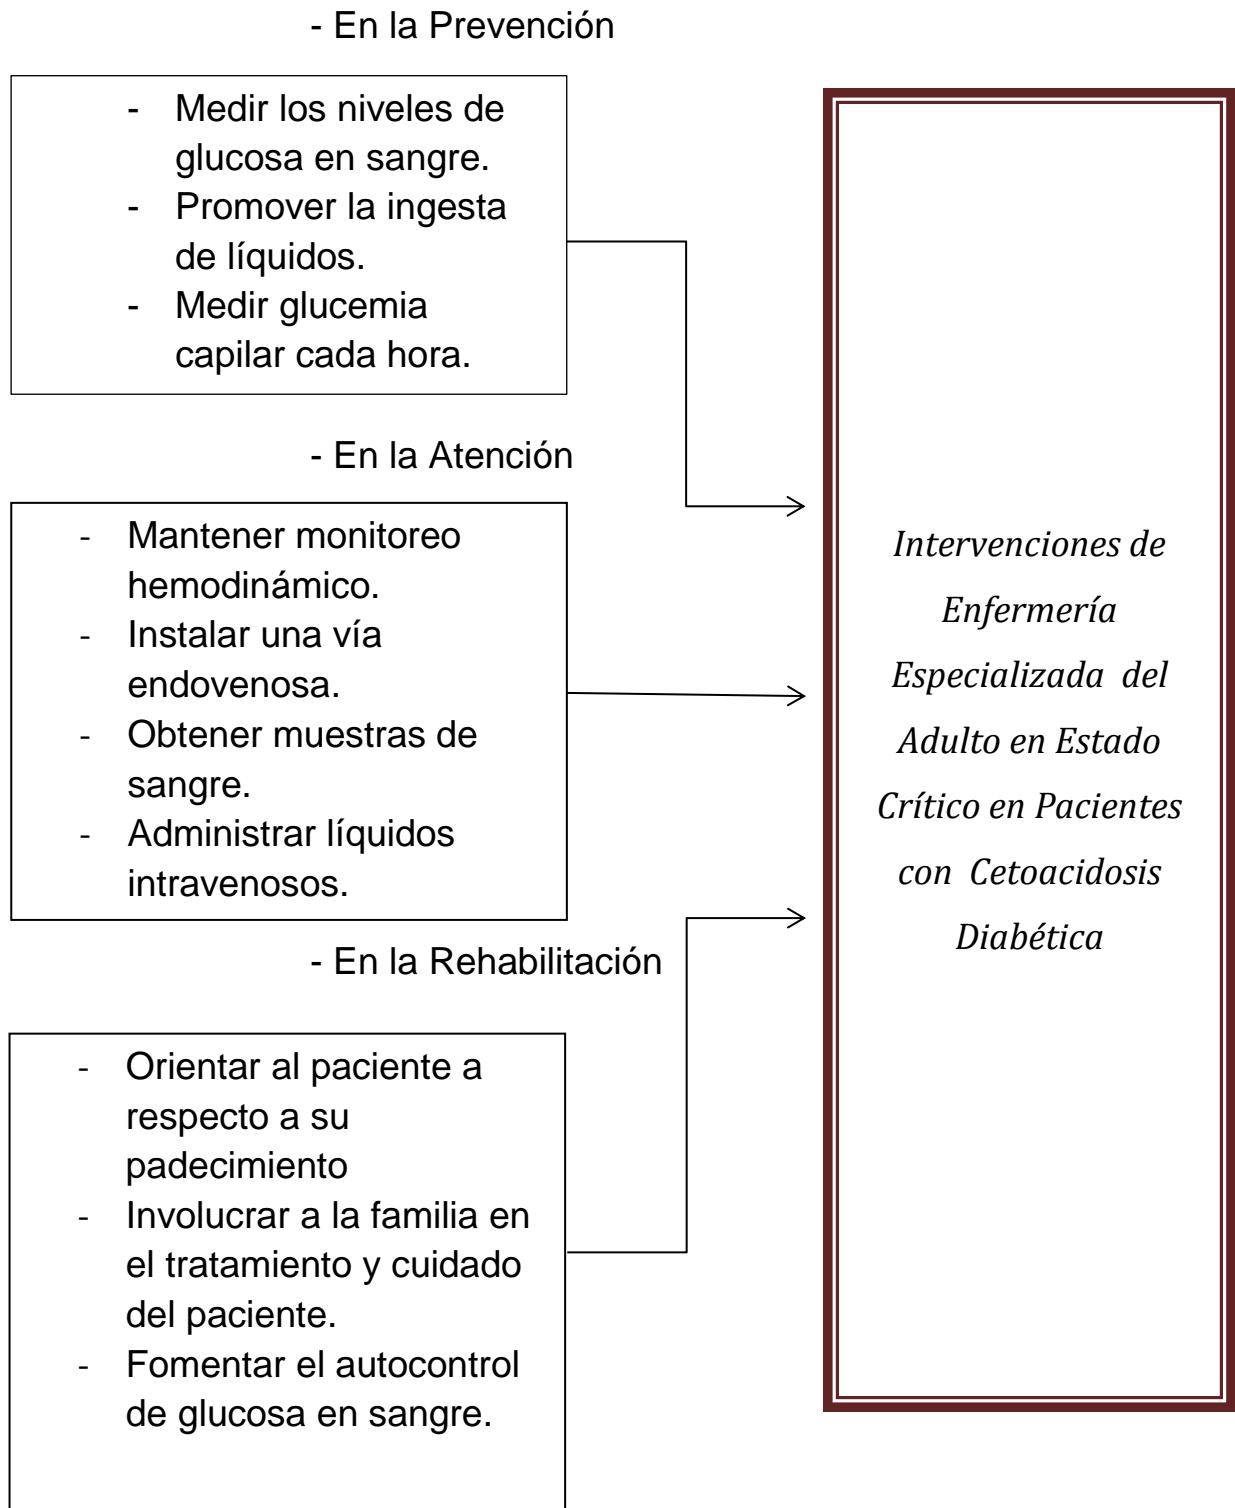 - En la Prevención
- Medir los niveles de
glucosa en sangre.
- Promover la ingesta
de líquidos.
- Medir glucemia
capilar cada hora.
- En la Atención
- Mantener monitoreo
hemodinámico.
- Instalar una vía
endovenosa.
- Obtener muestras de
sangre.
- Administrar líquidos
intravenosos.
- En la Rehabilitación
- Orientar al paciente a
respecto a su
padecimiento
- Involucrar a la familia en
el tratamiento y cuidado
del paciente.
- Fomentar el autocontrol
de glucosa en sangre.
Intervenciones de
Enfermería
Especializada del
Adulto en Estado
Crítico en Pacientes
con Cetoacidosis
Diabética